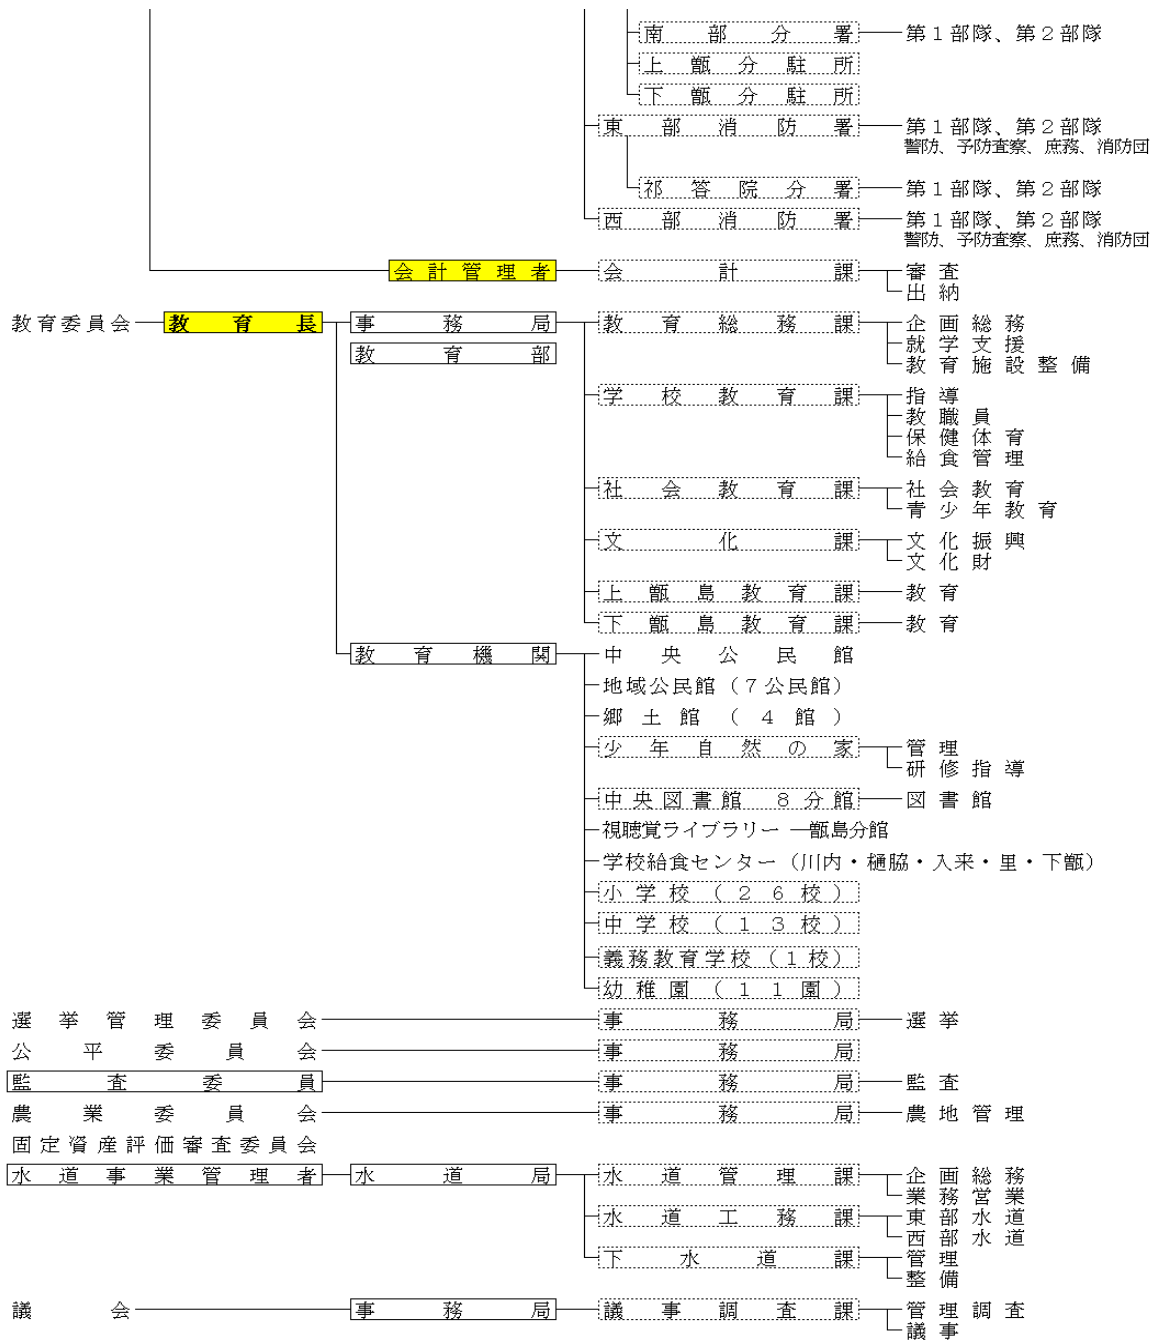 南部分署 第1部隊、第2部隊
上甑分駐所
下甑分駐所
東部消防署 第1部隊、第2部隊
警防、予防査察、庶務、消防団
祁答院分署 第1部隊、第2部隊
西部消防署 第1部隊、第2部隊
警防、予防査察、庶務、消防団
会計管理者 会計課 審査
出納
教育委員会 教育長 事務局 教育総務課 企画総務
教育部 就学支援
教育施設整備
学校教育課 指導
教職員
保健体育
給食管理
社会教育課 社会教育
青少年教育
文化課 文化振興
文化財
上甑島教育課 教育
下甑島教育課 教育
教育機関 中央公民館
地域公民館（7公民館）
郷土館（4館）
少年自然の家 管理
研修指導
中央図書館 8分館 図書館
視聴覚ライブラリー ―甑島分館
学校給食センター（川内・樋脇・入来・里・下甑）
小学校（26校）
中学校（13校）
義務教育学校（1校）
幼稚園（11園）
選挙管理委員会 事務局 選挙
公平委員会 事務局
監査委員 事務局 監査
農業委員会 事務局 農地管理
固定資産評価審査委員会
水道事業管理者 水道局 水道管理課 企画総務
業務営業
水道工務課 東部水道
西部水道
下水道課 管理
整備
議会 事務局 議事調査課 管理調査
議事